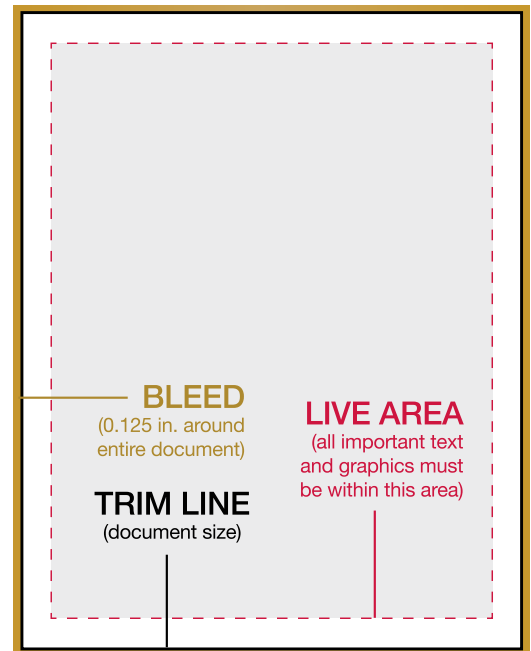 BLEED
(0.125 in. around
entire document)
TRIM LINE
(document size)
LIVE AREA
(all important text
and graphics must
be within this area)